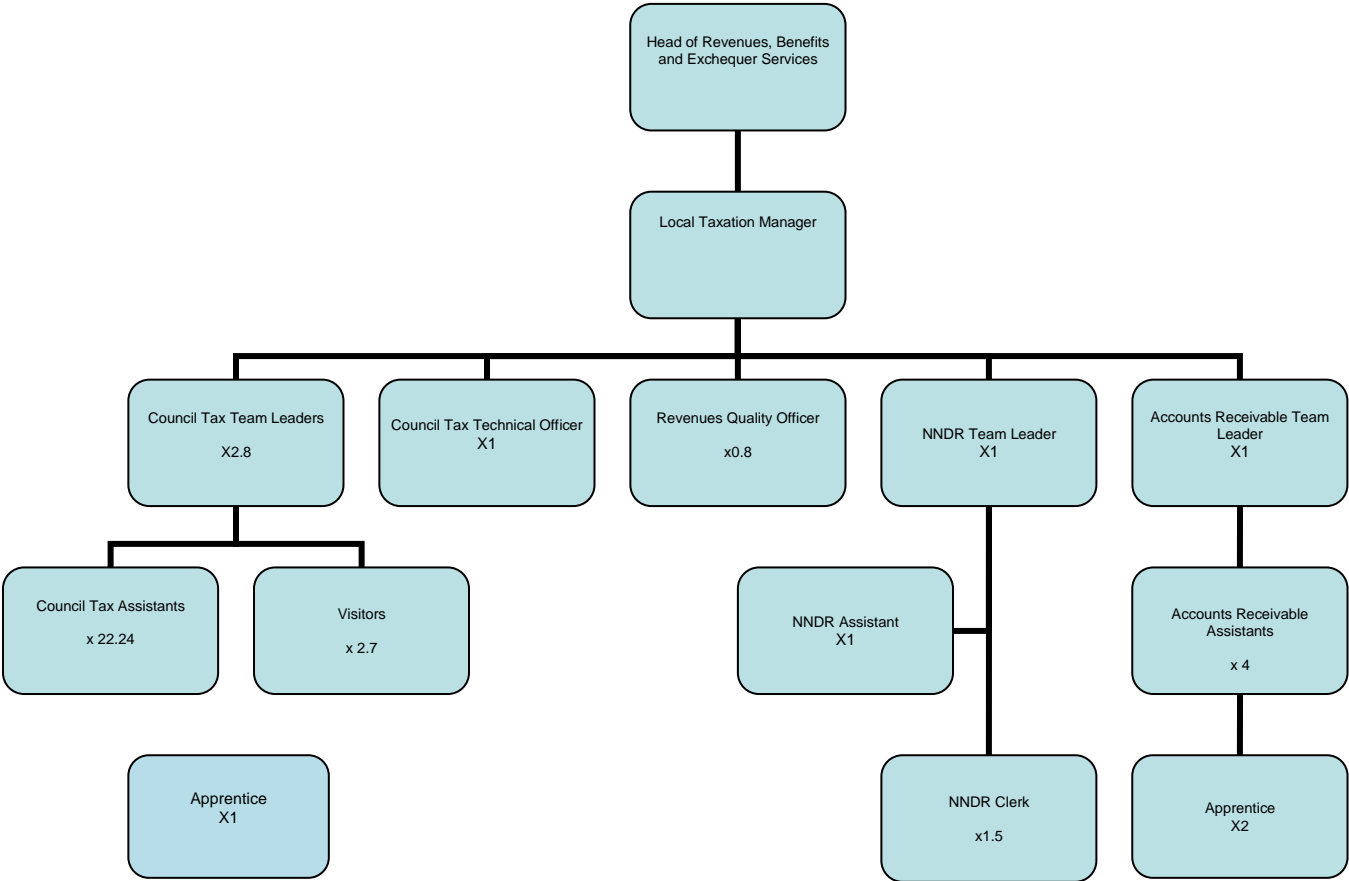 Head of Revenues, Benefits
and Exchequer Services
Local Taxation Manager
Council Tax Team Leaders
X2.8
Council Tax Technical Officer
X1
Revenues Quality Officer
x0.8
NNDR Team Leader
X1
Accounts Receivable Team
Leader
X1
Council Tax Assistants
x 22.24
Visitors
x 2.7
NNDR Assistant
X1
Accounts Receivable
Assistants
x 4
Apprentice
X1
NNDR Clerk
x1.5
Apprentice
X2